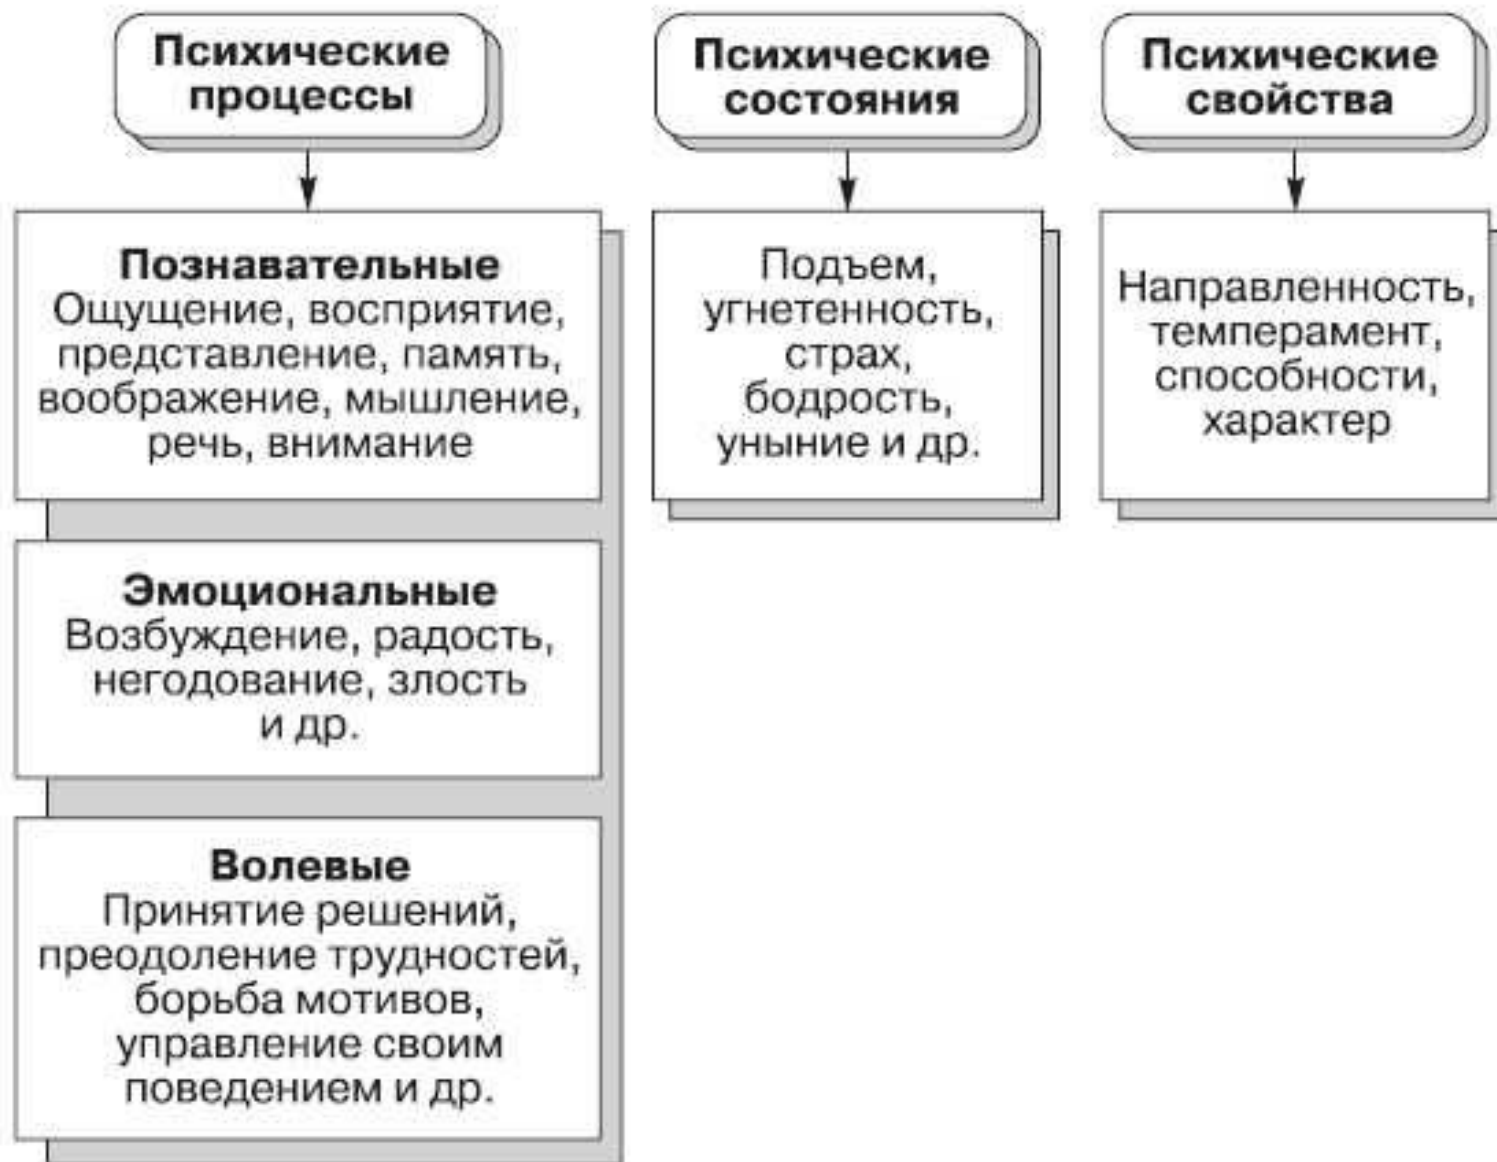 Психические
процессы
Познавательные
Ощущение, восприятие,
представление, память,
воображение, мышление,
речь, внимание
Эмоциональные
Возбуждение, радость,
негодование, злость
и др.
Волевые
Принятие решений,
преодоление трудностей,
борьба мотивов,
управление своим
поведением и др.
Психические
состояния
Подъем,
угнетенность,
страх,
бодрость,
уныние и др.
Психические
свойства
Направленность,
темперамент,
способности,
характер